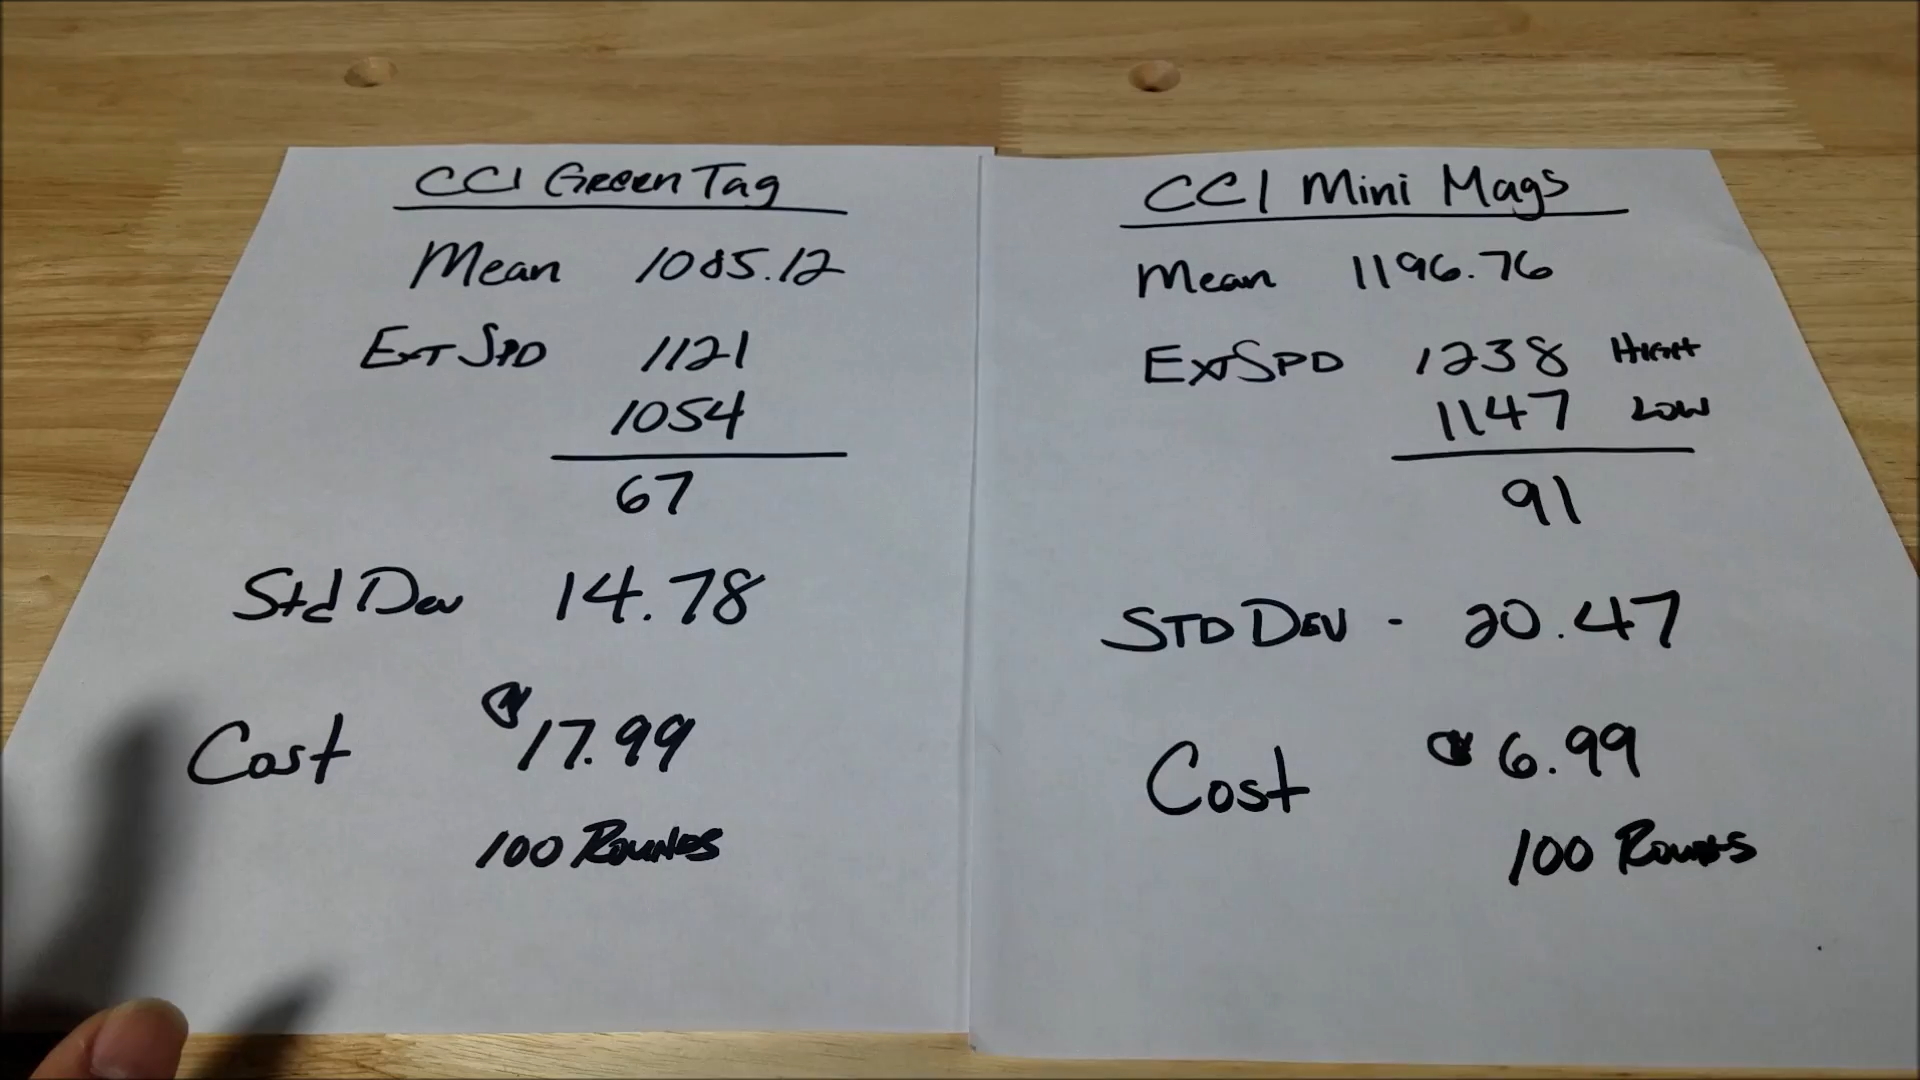 CCI Green Tag
Mean 1085.12
Ext SPD 1121
1054
67
Std Dev 14.78
Cost $17.99
100 Rounds
CCI Mini Mags
Mean 1196.76
Ext SPD 1238 HIGH
1147 LOW
91
STD DEV - 20.47
Cost $6.99
100 Rounds